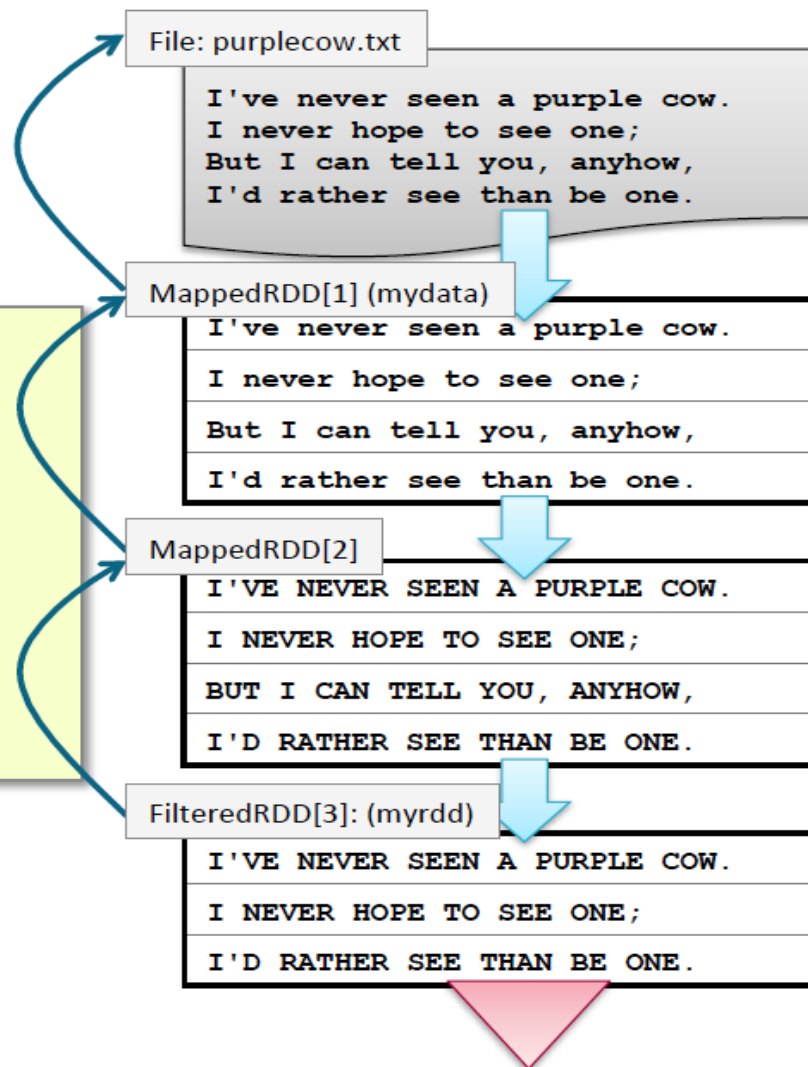 File: purplecow.txt
I've never seen a purple cow.
I never hope to see one;
But I can tell you, anyhow,
I'd rather see than be one.
MappedRDD[1] (mydata)
I've never seen a purple cow.
I never hope to see one;
But I can tell you, anyhow,
I'd rather see than be one.
MappedRDD[2]
I'VE NEVER SEEN A PURPLE COW.
I NEVER HOPE TO SEE ONE;
BUT I CAN TELL YOU, ANYHOW,
I'D RATHER SEE THAN BE ONE.
FilteredRDD[3]: (myrdd)
I'VE NEVER SEEN A PURPLE COW.
I NEVER HOPE TO SEE ONE;
I'D RATHER SEE THAN BE ONE.